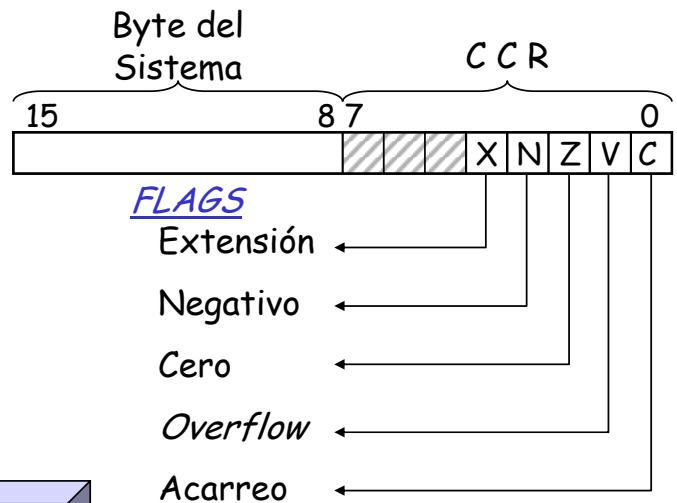 Byte del
Sistema
C C R
15 8 7 0
X N Z V C
FLAGS
Extensión
Negativo
Cero
Overflow
Acarreo